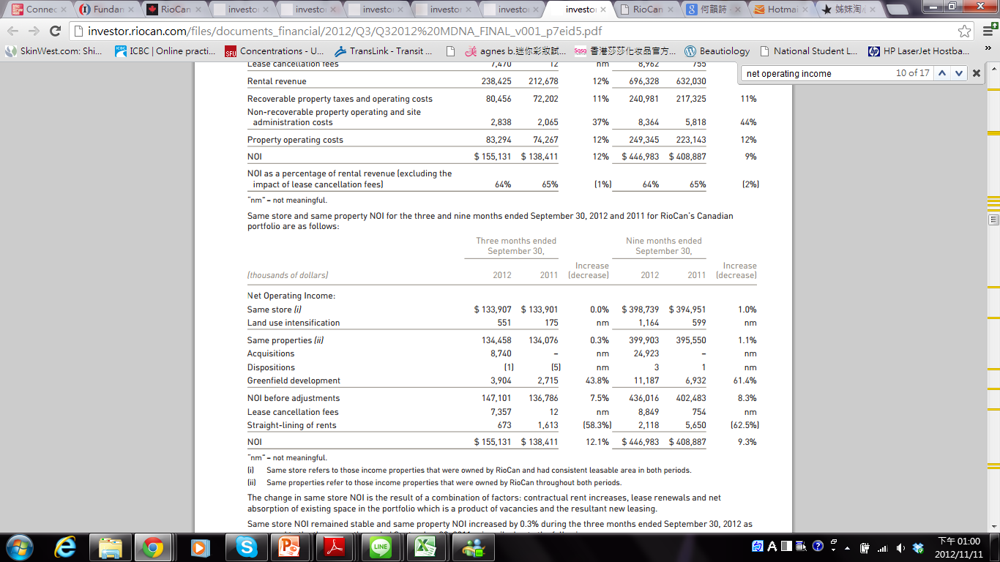 Connec
Fundan
RioCan
investo
investo
investo
investo
investo
investo
RioCan
何韻詩
Hotmai
姊妹淘
investor.riocan.com/files/documents_financial/2012/Q3/Q32012%20MDNA_FINAL_v001_p7eid5.pdf
SkinWest.com: Shi... ICBC | Online practi... SFU Concentrations - U... TransLink - Transit ... agnes b.迷你彩妝試... Sasa 香港莎莎化妆品官方... Beautiology National Student L... HP LaserJet Hostba... »
net operating income 10 of 17
Lease cancellation fees 7,470 12 nm 8,962 755
Rental revenue 238,425 212,678 12% 696,328 632,030
Recoverable property taxes and operating costs 80,456 72,202 11% 240,981 217,325 11%
Non-recoverable property operating and site
administration costs 2,838 2,065 37% 8,364 5,818 44%
Property operating costs 83,294 74,267 12% 249,345 223,143 12%
NOI $ 155,131 $ 138,411 12% $ 446,983 $ 408,887 9%
NOI as a percentage of rental revenue (excluding the
impact of lease cancellation fees) 64% 65% (1%) 64% 65% (2%)
"nm" – not meaningful.
Same store and same property NOI for the three and nine months ended September 30, 2012 and 2011 for RioCan's Canadian
portfolio are as follows:
Three months ended Nine months ended
September 30, September 30,
Increase Increase
(thousands of dollars) 2012 2011 (decrease) 2012 2011 (decrease)
Net Operating Income:
Same store (i) $ 133,907 $ 133,901 0.0% $ 398,739 $ 394,951 1.0%
Land use intensification 551 175 nm 1,164 599 nm
Same properties (ii) 134,458 134,076 0.3% 399,903 395,550 1.1%
Acquisitions 8,740 – nm 24,923 – nm
Dispositions (1) (5) nm 3 1 nm
Greenfield development 3,904 2,715 43.8% 11,187 6,932 61.4%
NOI before adjustments 147,101 136,786 7.5% 436,016 402,483 8.3%
Lease cancellation fees 7,357 12 nm 8,849 754 nm
Straight-lining of rents 673 1,613 (58.3%) 2,118 5,650 (62.5%)
NOI $ 155,131 $ 138,411 12.1% $ 446,983 $ 408,887 9.3%
"nm" – not meaningful.
(i) Same store refers to those income properties that were owned by RioCan and had consistent leasable area in both periods.
(ii) Same properties refer to those income properties that were owned by RioCan throughout both periods.
The change in same store NOI is the result of a combination of factors: contractual rent increases, lease renewals and net
absorption of existing space in the portfolio which is a product of vacancies and the resultant new leasing.
Same store NOI remained stable and same property NOI increased by 0.3% during the three months ended September 30, 2012 as
LINE
A
下午 01:00
2012/11/11